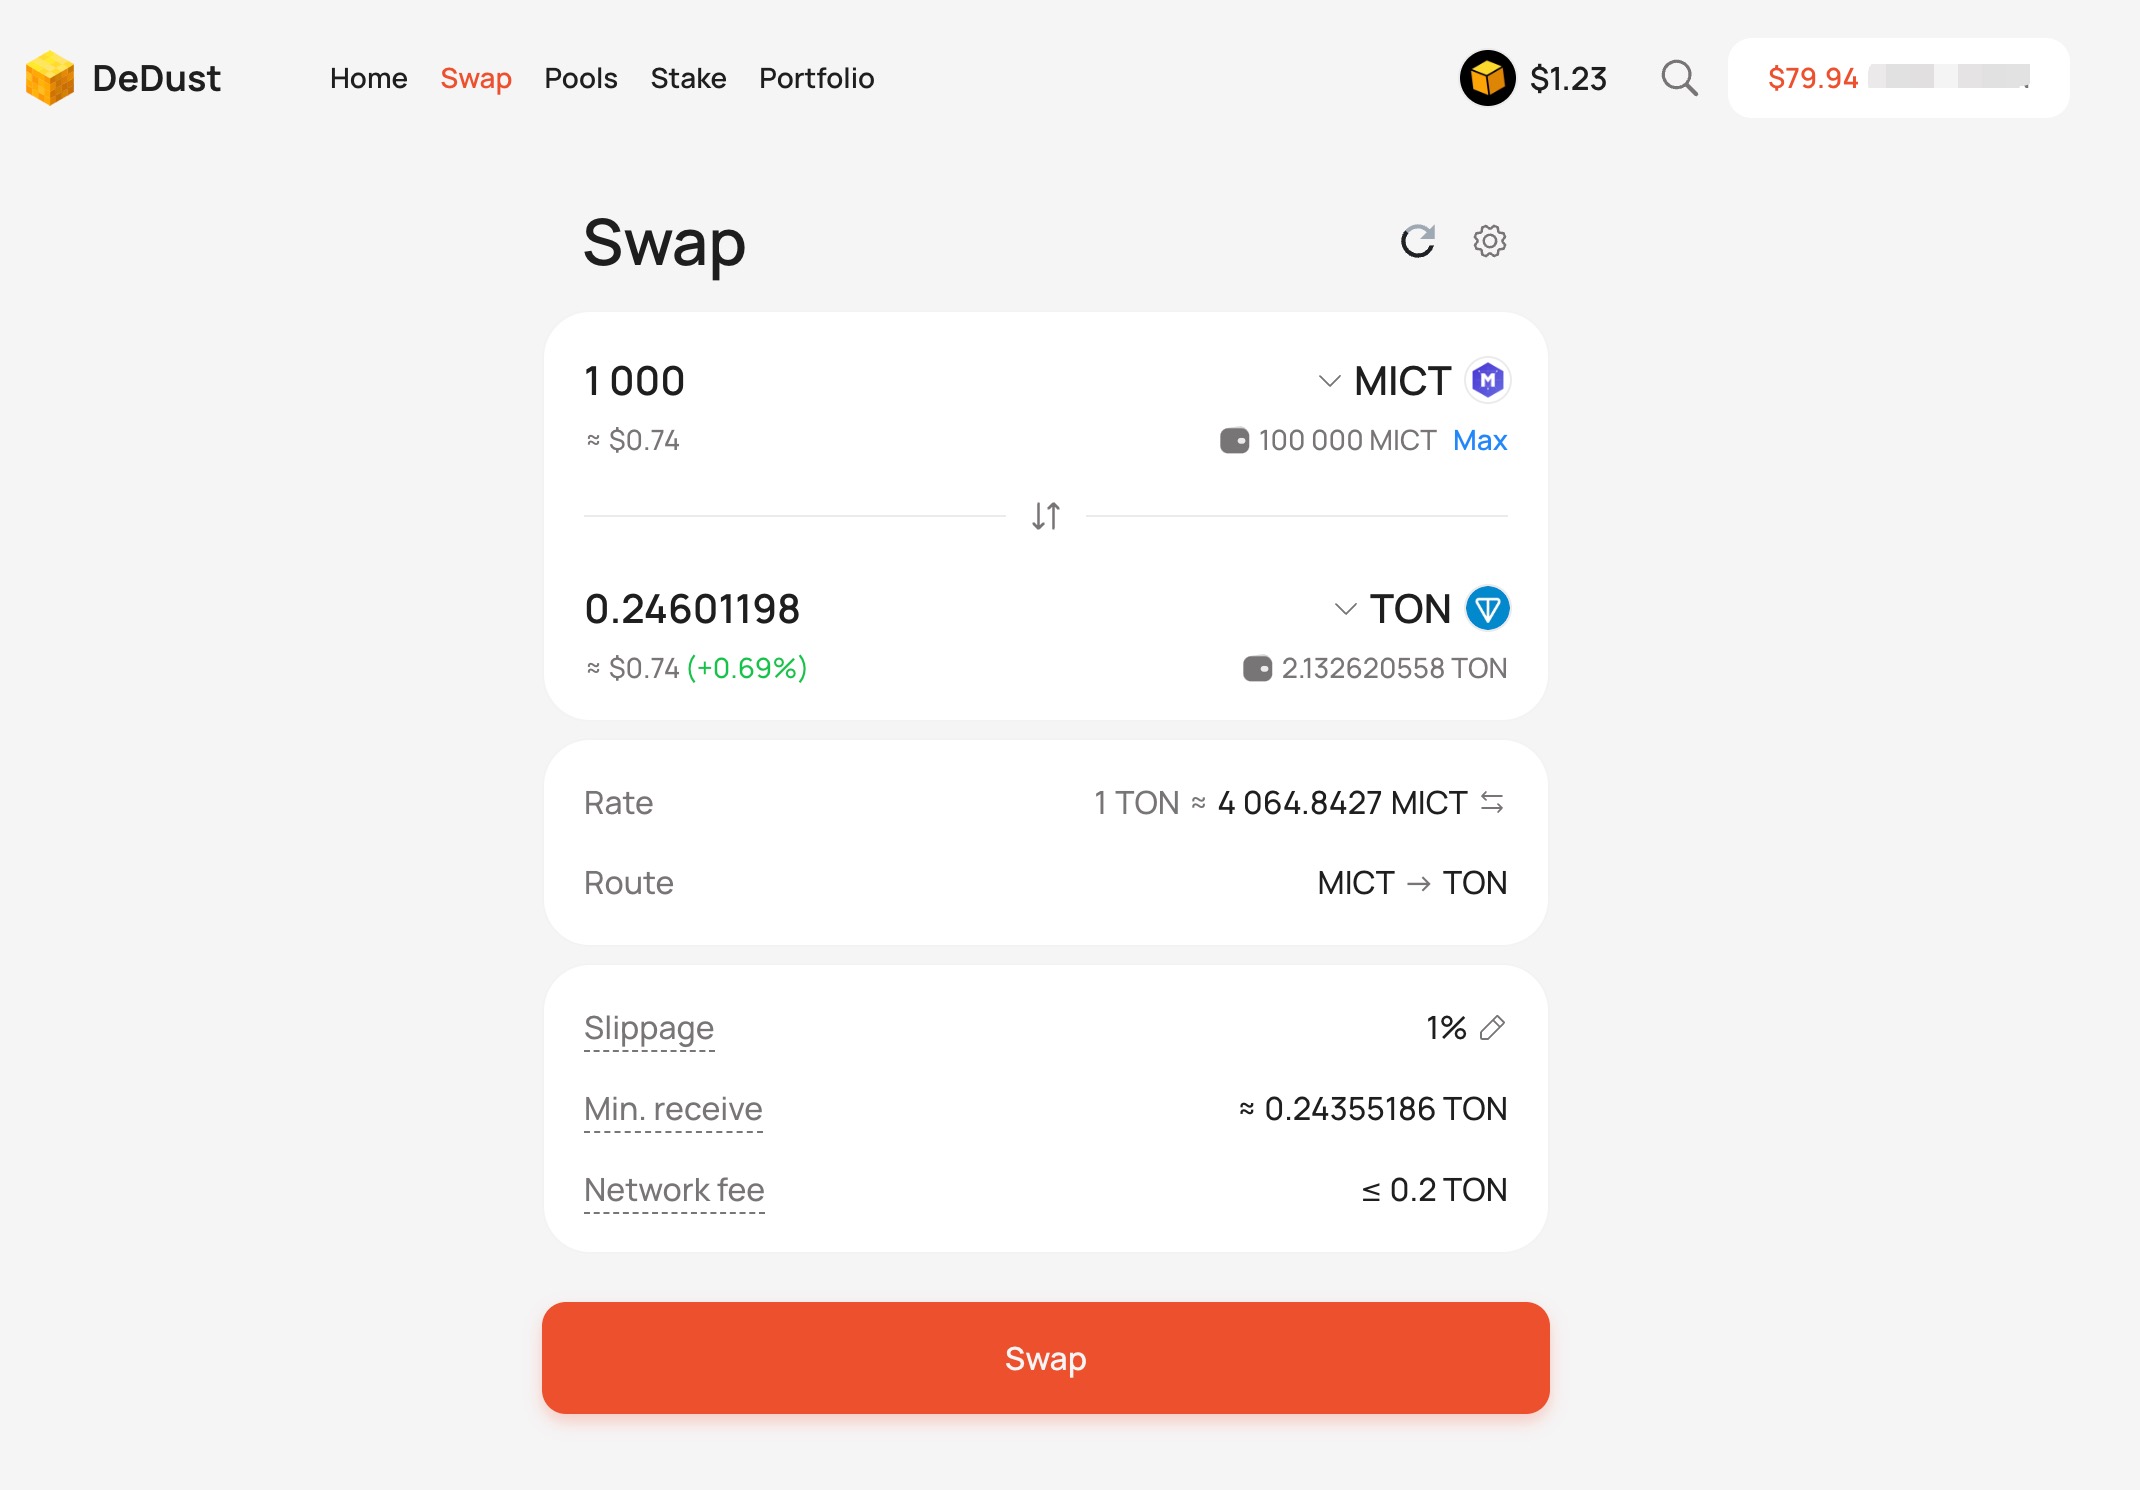 DeDust Home Swap Pools Stake Portfolio $1.23 $79.94
Swap
1 000 MICT
≈ $0.74 100 000 MICT Max
0.24601198 TON
≈ $0.74 (+0.69%) 2.132620558 TON
Rate 1 TON ≈ 4 064.8427 MICT
Route MICT → TON
Slippage 1%
Min. receive ≈ 0.24355186 TON
Network fee ≤ 0.2 TON
Swap